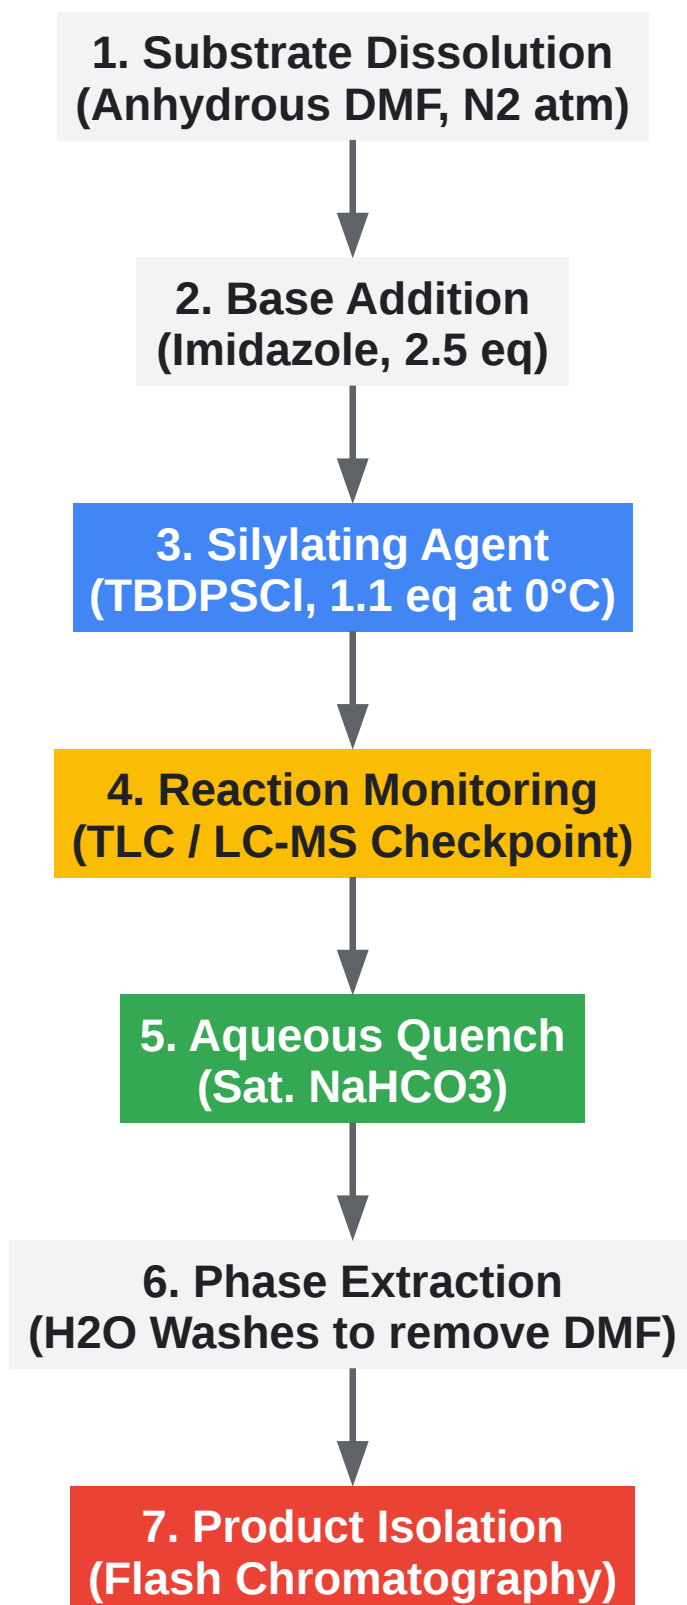 1. Substrate Dissolution
(Anhydrous DMF, N2 atm)
2. Base Addition
(Imidazole, 2.5 eq)
3. Silylating Agent
(TBDPSCl, 1.1 eq at 0°C)
4. Reaction Monitoring
(TLC / LC-MS Checkpoint)
5. Aqueous Quench
(Sat. NaHCO3)
6. Phase Extraction
(H2O Washes to remove DMF)
7. Product Isolation
(Flash Chromatography)